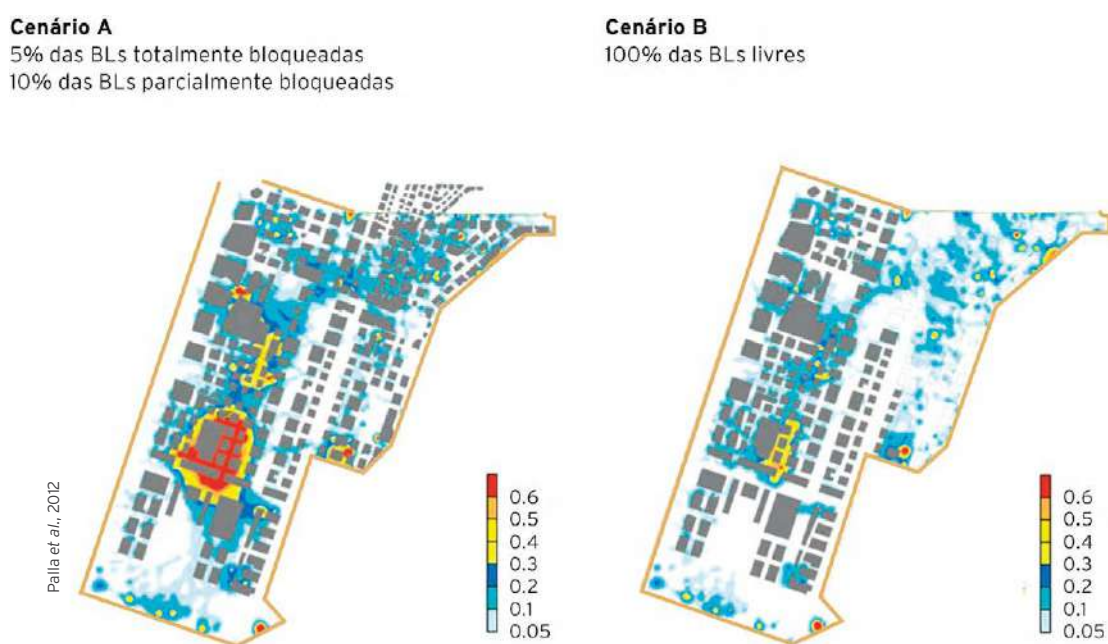 Cenário A
5% das BLs totalmente bloqueadas
10% das BLs parcialmente bloqueadas
Cenário B
100% das BLs livres
Palla et al., 2012
0.6
0.5
0.4
0.3
0.2
0.1
0.05
0.6
0.5
0.4
0.3
0.2
0.1
0.05